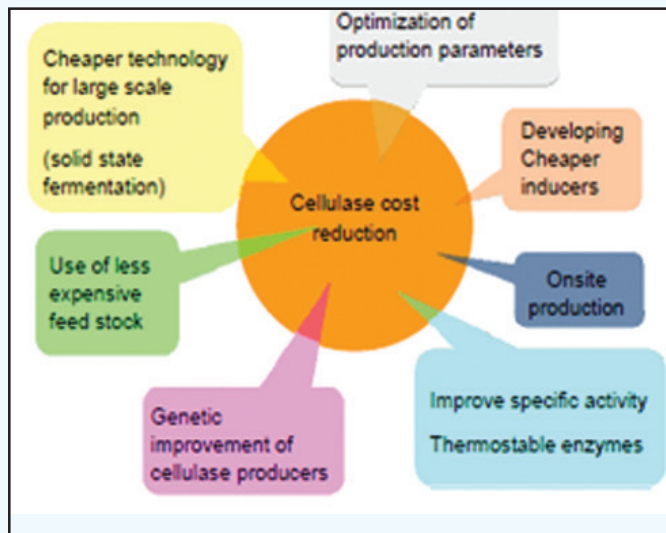 Optimization of
production parameters
Cheaper technology
for large scale
production
(solid state
fermentation)
Developing
Cheaper
inducers
Cellulase cost
reduction
Use of less
expensive
feed stock
Onsite
production
Genetic
improvement of
cellulase producers
Improve specific activity
Thermostable enzymes